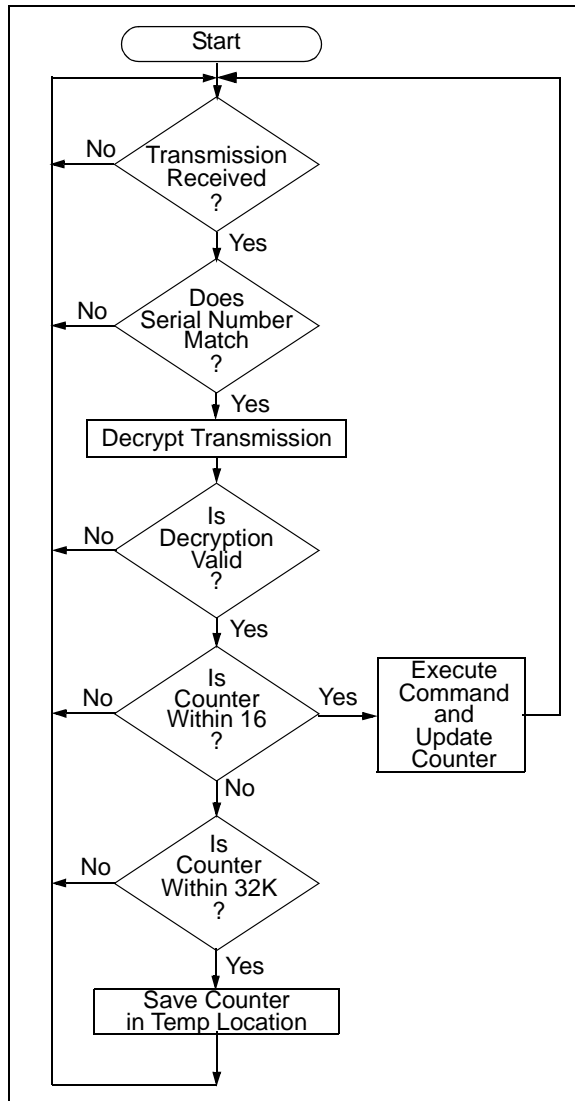 Start
No
Transmission
Received
?
Yes
Does
Serial Number
Match
?
No
Yes
Decrypt Transmission
Is
Decryption
Valid
?
No
Yes
Is
Counter
Within 16
?
No
Yes
Execute
Command
and
Update
Counter
No
Is
Counter
Within 32K
?
No
Yes
Save Counter
in Temp Location